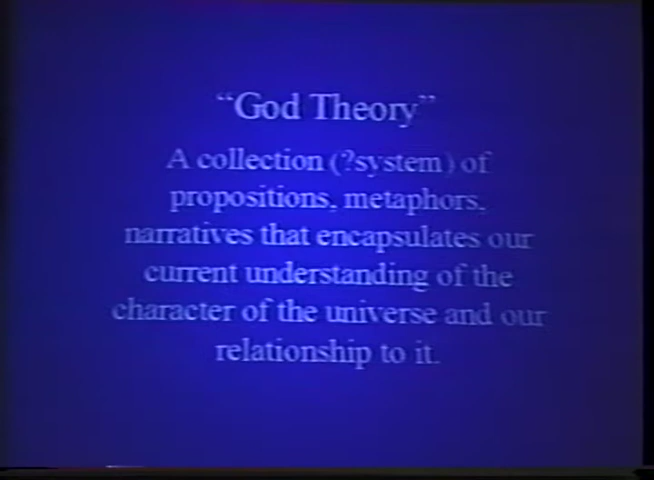 “God Theory”
A collection (?system) of
propositions, metaphors,
narratives that encapsulates our
current understanding of the
character of the universe and our
relationship to it.